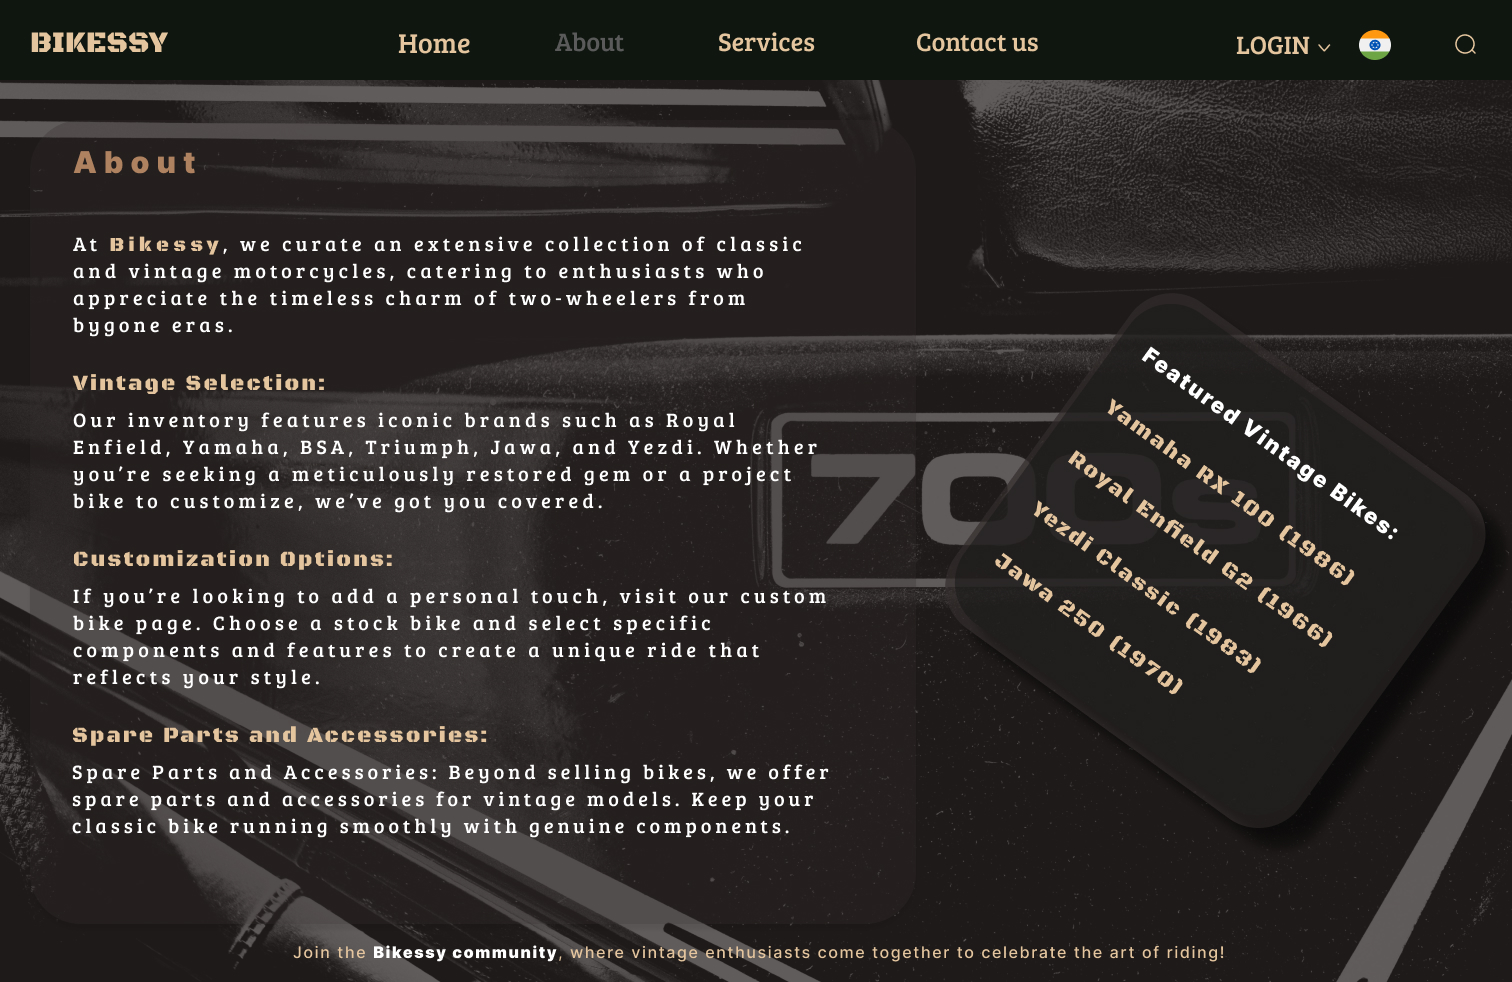 BIKESSY
Home
About
Services
Contact us
LOGIN
About
At Bikessy, we curate an extensive collection of classic
and vintage motorcycles, catering to enthusiasts who
appreciate the timeless charm of two-wheelers from
bygone eras.
Vintage Selection:
Our inventory features iconic brands such as Royal
Enfield, Yamaha, BSA, Triumph, Jawa, and Yezdi. Whether
you’re seeking a meticulously restored gem or a project
bike to customize, we’ve got you covered.
Customization Options:
If you’re looking to add a personal touch, visit our custom
bike page. Choose a stock bike and select specific
components and features to create a unique ride that
reflects your style.
Spare Parts and Accessories:
Spare Parts and Accessories: Beyond selling bikes, we offer
spare parts and accessories for vintage models. Keep your
classic bike running smoothly with genuine components.
700s
Featured Vintage Bikes:
Yamaha RX 100 (1986)
Royal Enfield G2 (1966)
Yezdi Classic (1983)
Jawa 250 (1970)
Join the Bikessy community, where vintage enthusiasts come together to celebrate the art of riding!